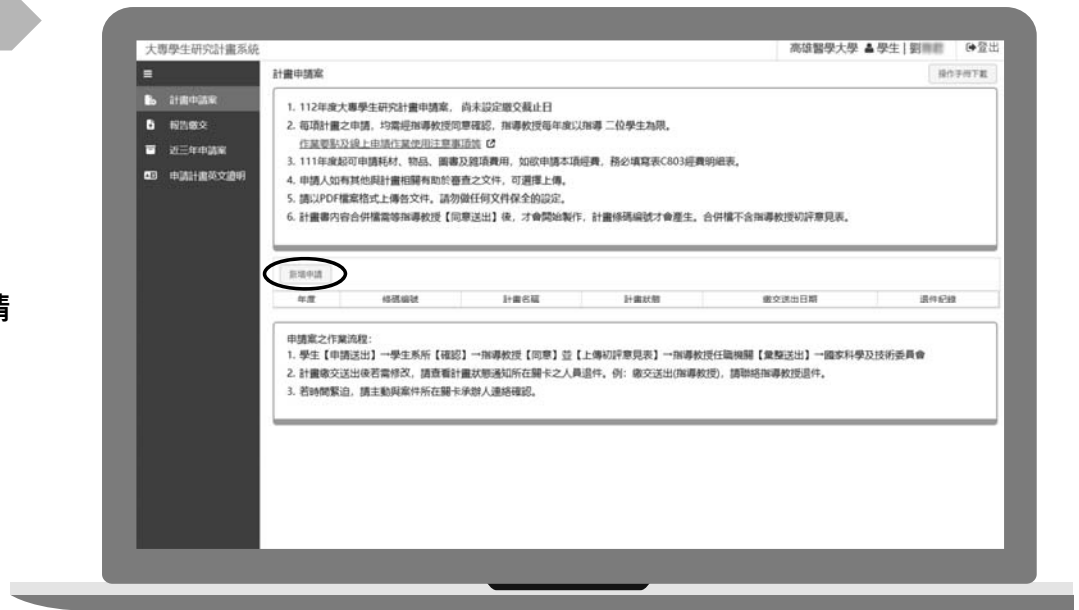 大專學生研究計畫系統
高雄醫學大學 學生 | 劉 登出
計畫申請案
操作手冊下載
計畫申請案
報告繳交
近三年申請案
申請計畫英文證明
1. 112年度大專學生研究計畫申請案，尚未設定繳交截止日
2. 每項計畫之申請，均需經指導教授同意確認，指導教授每年度以指導 二位學生為限。
作業要點及線上申請作業使用注意事項等
3. 111年度起可申請耗材、物品、圖書及雜項費用，如欲申請本項經費，務必填寫表C803經費明細表。
4. 申請人如有其他與計畫相關有助於審查之文件，可選擇上傳。
5. 請以PDF檔案格式上傳各文件。請勿做任何文件保全的設定。
6. 計畫書內容合併檔需等指導教授【同意送出】後，才會開始製作，計畫條碼編號才會產生。合併檔不含指導教授初評意見表。
新增申請
年度 條碼編號 計畫名稱 計畫狀態 繳交送出日期 退件紀錄
請
申請案之作業流程：
1. 學生【申請送出】→學生系所【確認】→指導教授【同意】並【上傳初評意見表】→指導教授任職機關【彙整送出】→國家科學及技術委員會
2. 計畫繳交送出後若需修改，請查看計畫狀態通知所在關卡之人員退件。例：繳交送出(指導教授)，請聯絡指導教授退件。
3. 若時間緊迫，請主動與案件所在關卡承辦人連絡確認。